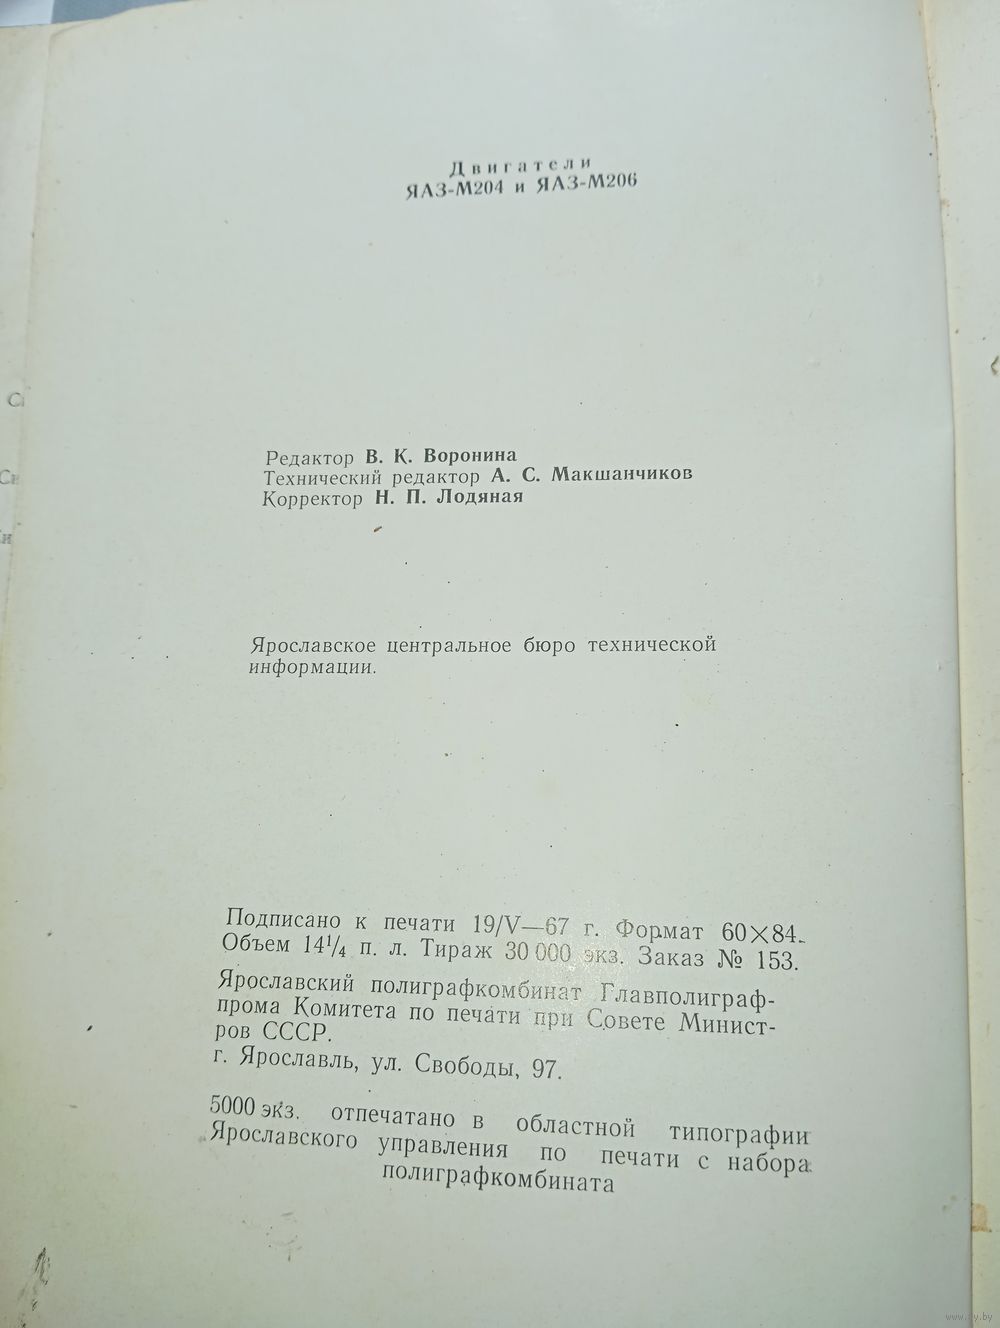 Двигатели
ЯАЗ-М204 и ЯАЗ-М206
Редактор В. К. Воронина
Технический редактор А. С. Макшанчиков
Корректор Н. П. Лодяная
Ярославское центральное бюро технической
информации.
Подписано к печати 19/V—67 г. Формат 60×84.
Объем 14¹/₄ п. л. Тираж 30 000 экз. Заказ № 153.
Ярославский полиграфкомбинат Главполиграф-
прома Комитета по печати при Совете Минист-
ров СССР.
г. Ярославль, ул. Свободы, 97.
5000 экз. отпечатано в областной типографии
Ярославского управления по печати с набора
полиграфкомбината